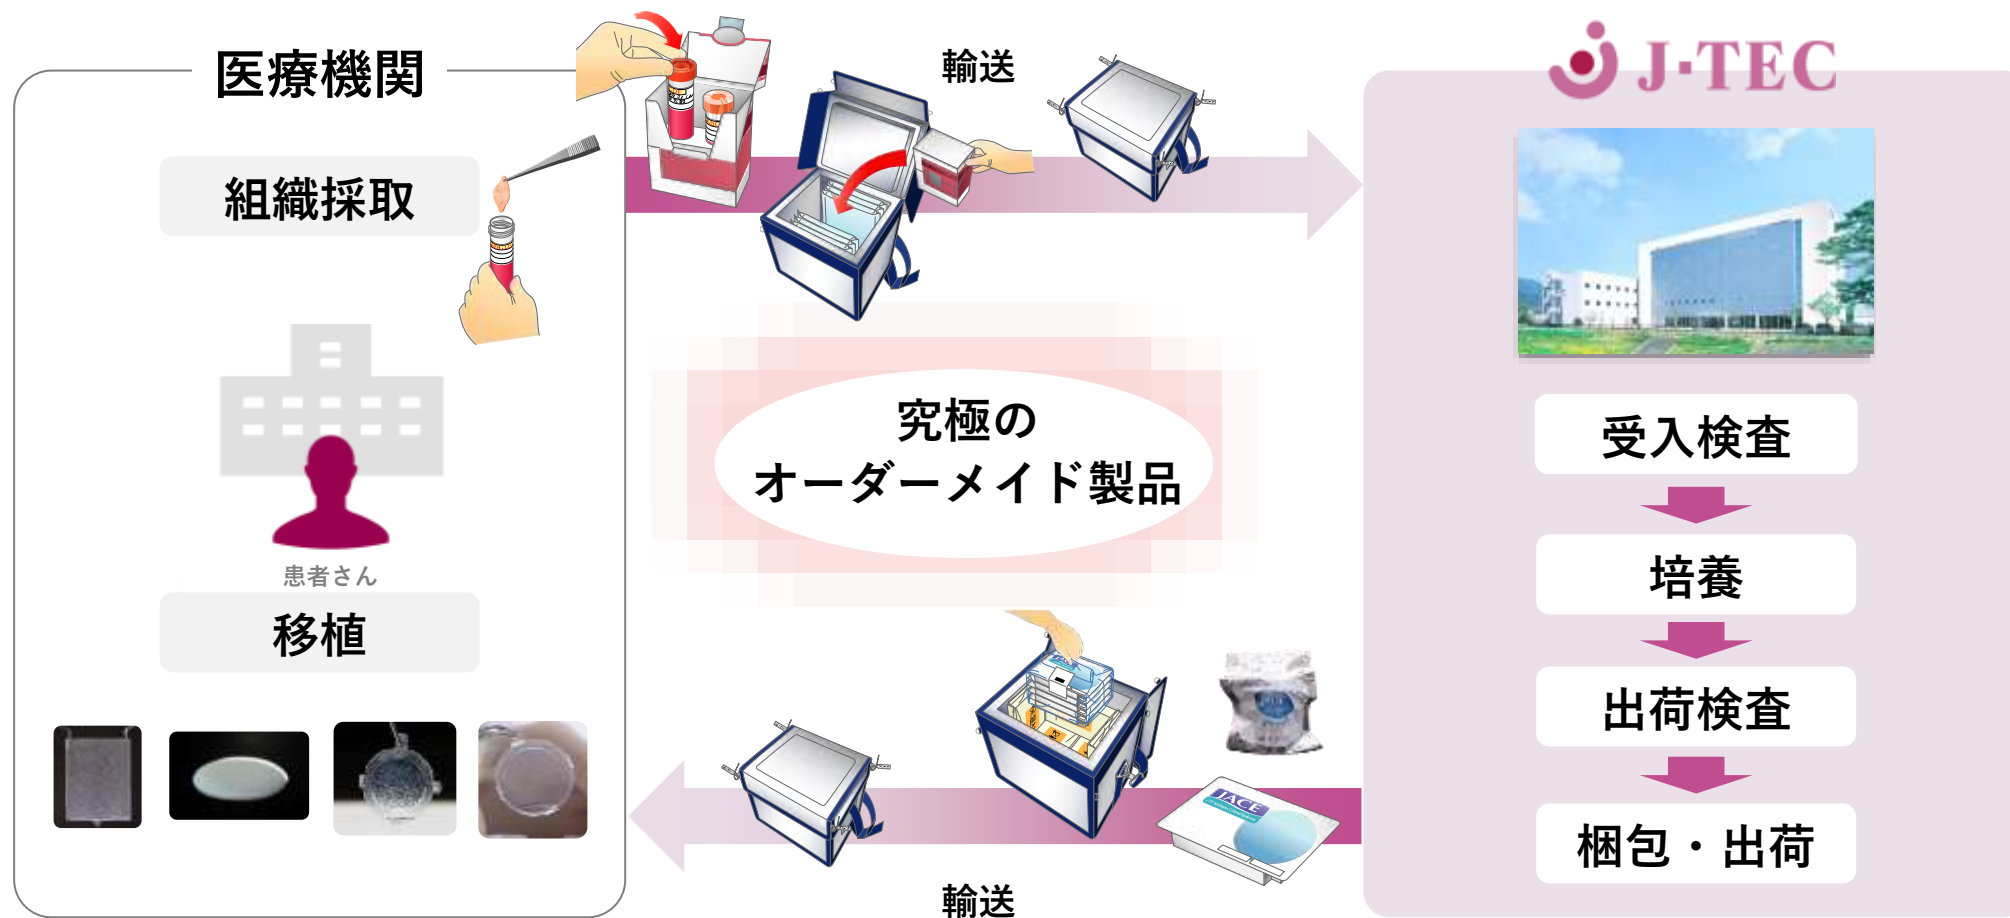 医療機関
組織採取
患者さん
移植
輸送
究極の
オーダーメイド製品
JACE
JACE
輸送
J-TEC
受入検査
培養
出荷検査
梱包・出荷